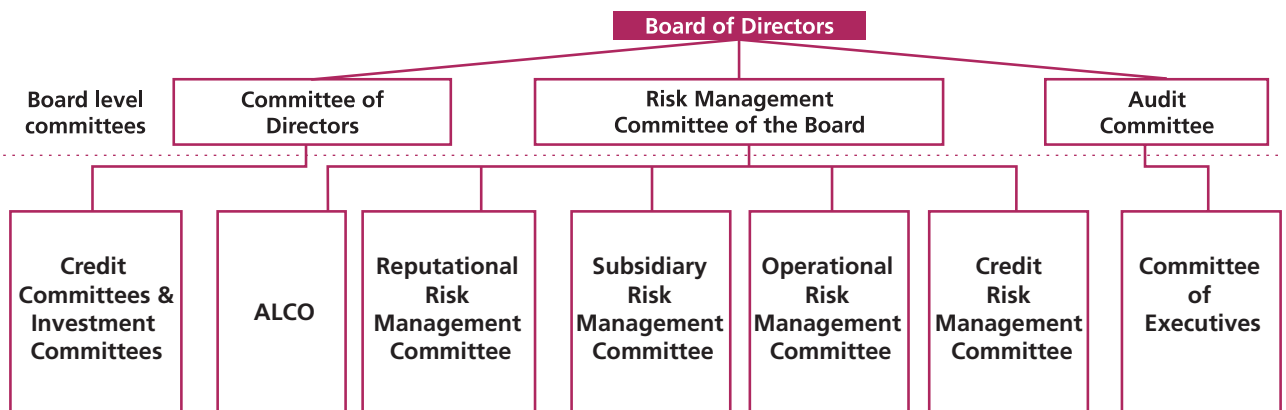 Board of Directors
Board level
committees
Committee of
Directors
Risk Management
Committee of the Board
Audit
Committee
Credit
Committees &
Investment
Committees
ALCO
Reputational
Risk
Management
Committee
Subsidiary
Risk
Management
Committee
Operational
Risk
Management
Committee
Credit
Risk
Management
Committee
Committee
of
Executives